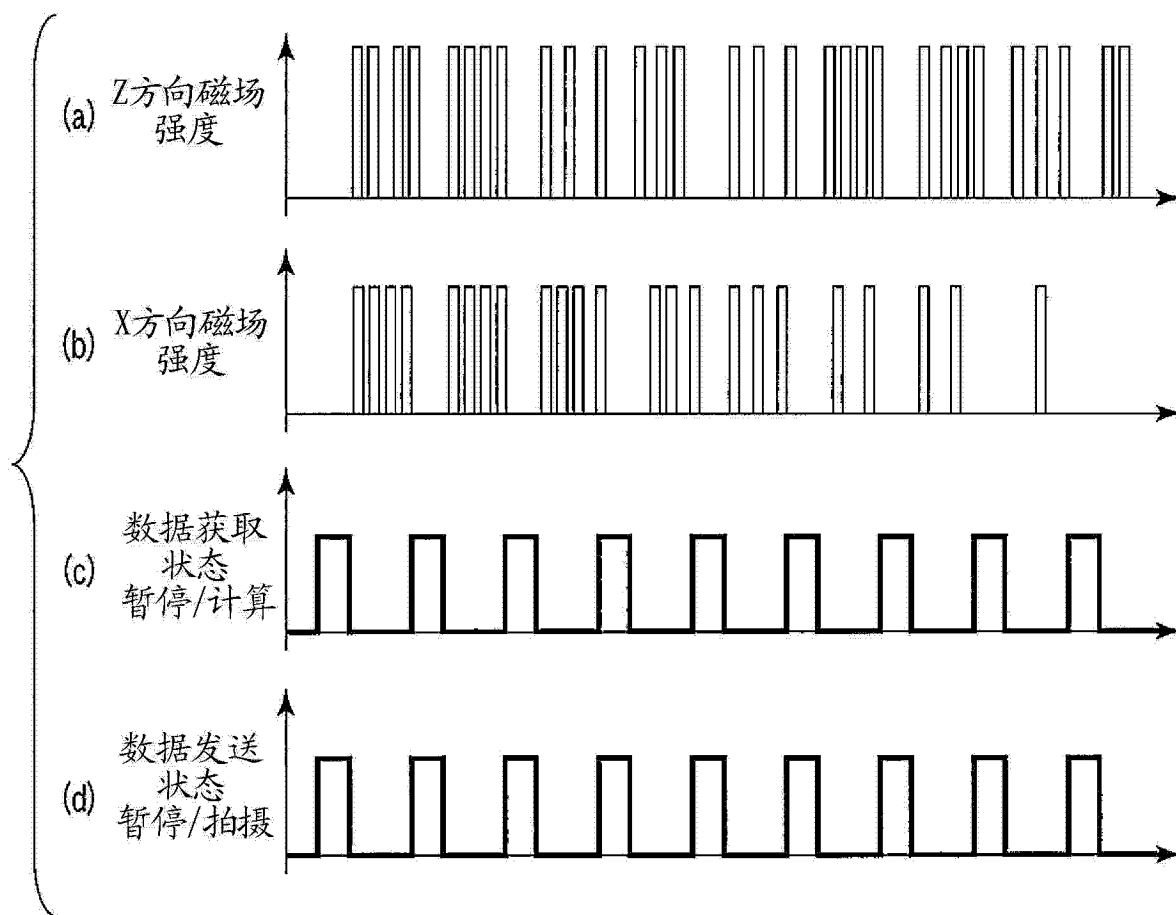 (a) Z方向磁场
强度
(b) X方向磁场
强度
(c) 数据获取
状态
暂停/计算
(d) 数据发送
状态
暂停/拍摄